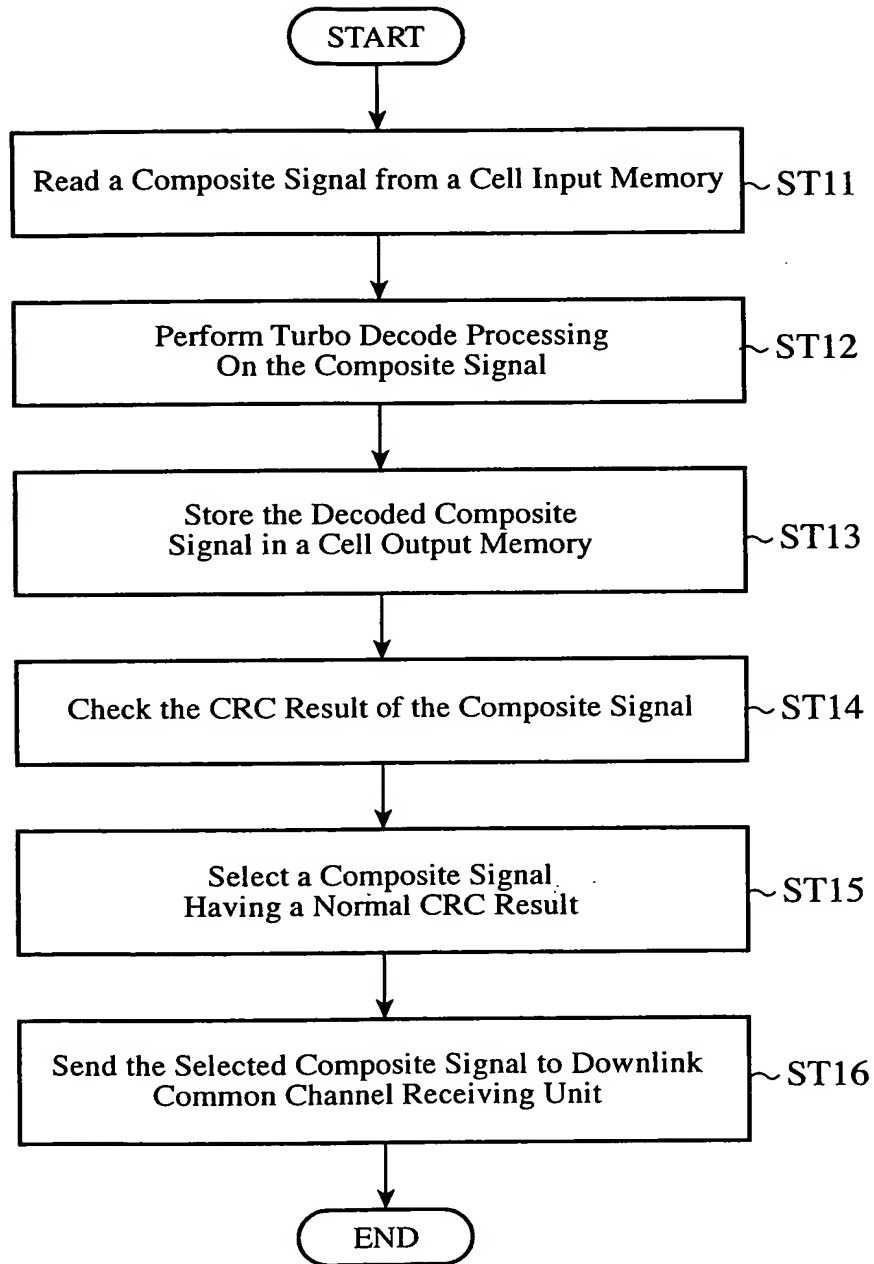 START
Read a Composite Signal from a Cell Input Memory
ST11
Perform Turbo Decode Processing
On the Composite Signal
ST12
Store the Decoded Composite
Signal in a Cell Output Memory
ST13
Check the CRC Result of the Composite Signal
ST14
Select a Composite Signal
Having a Normal CRC Result
ST15
Send the Selected Composite Signal to Downlink
Common Channel Receiving Unit
ST16
END